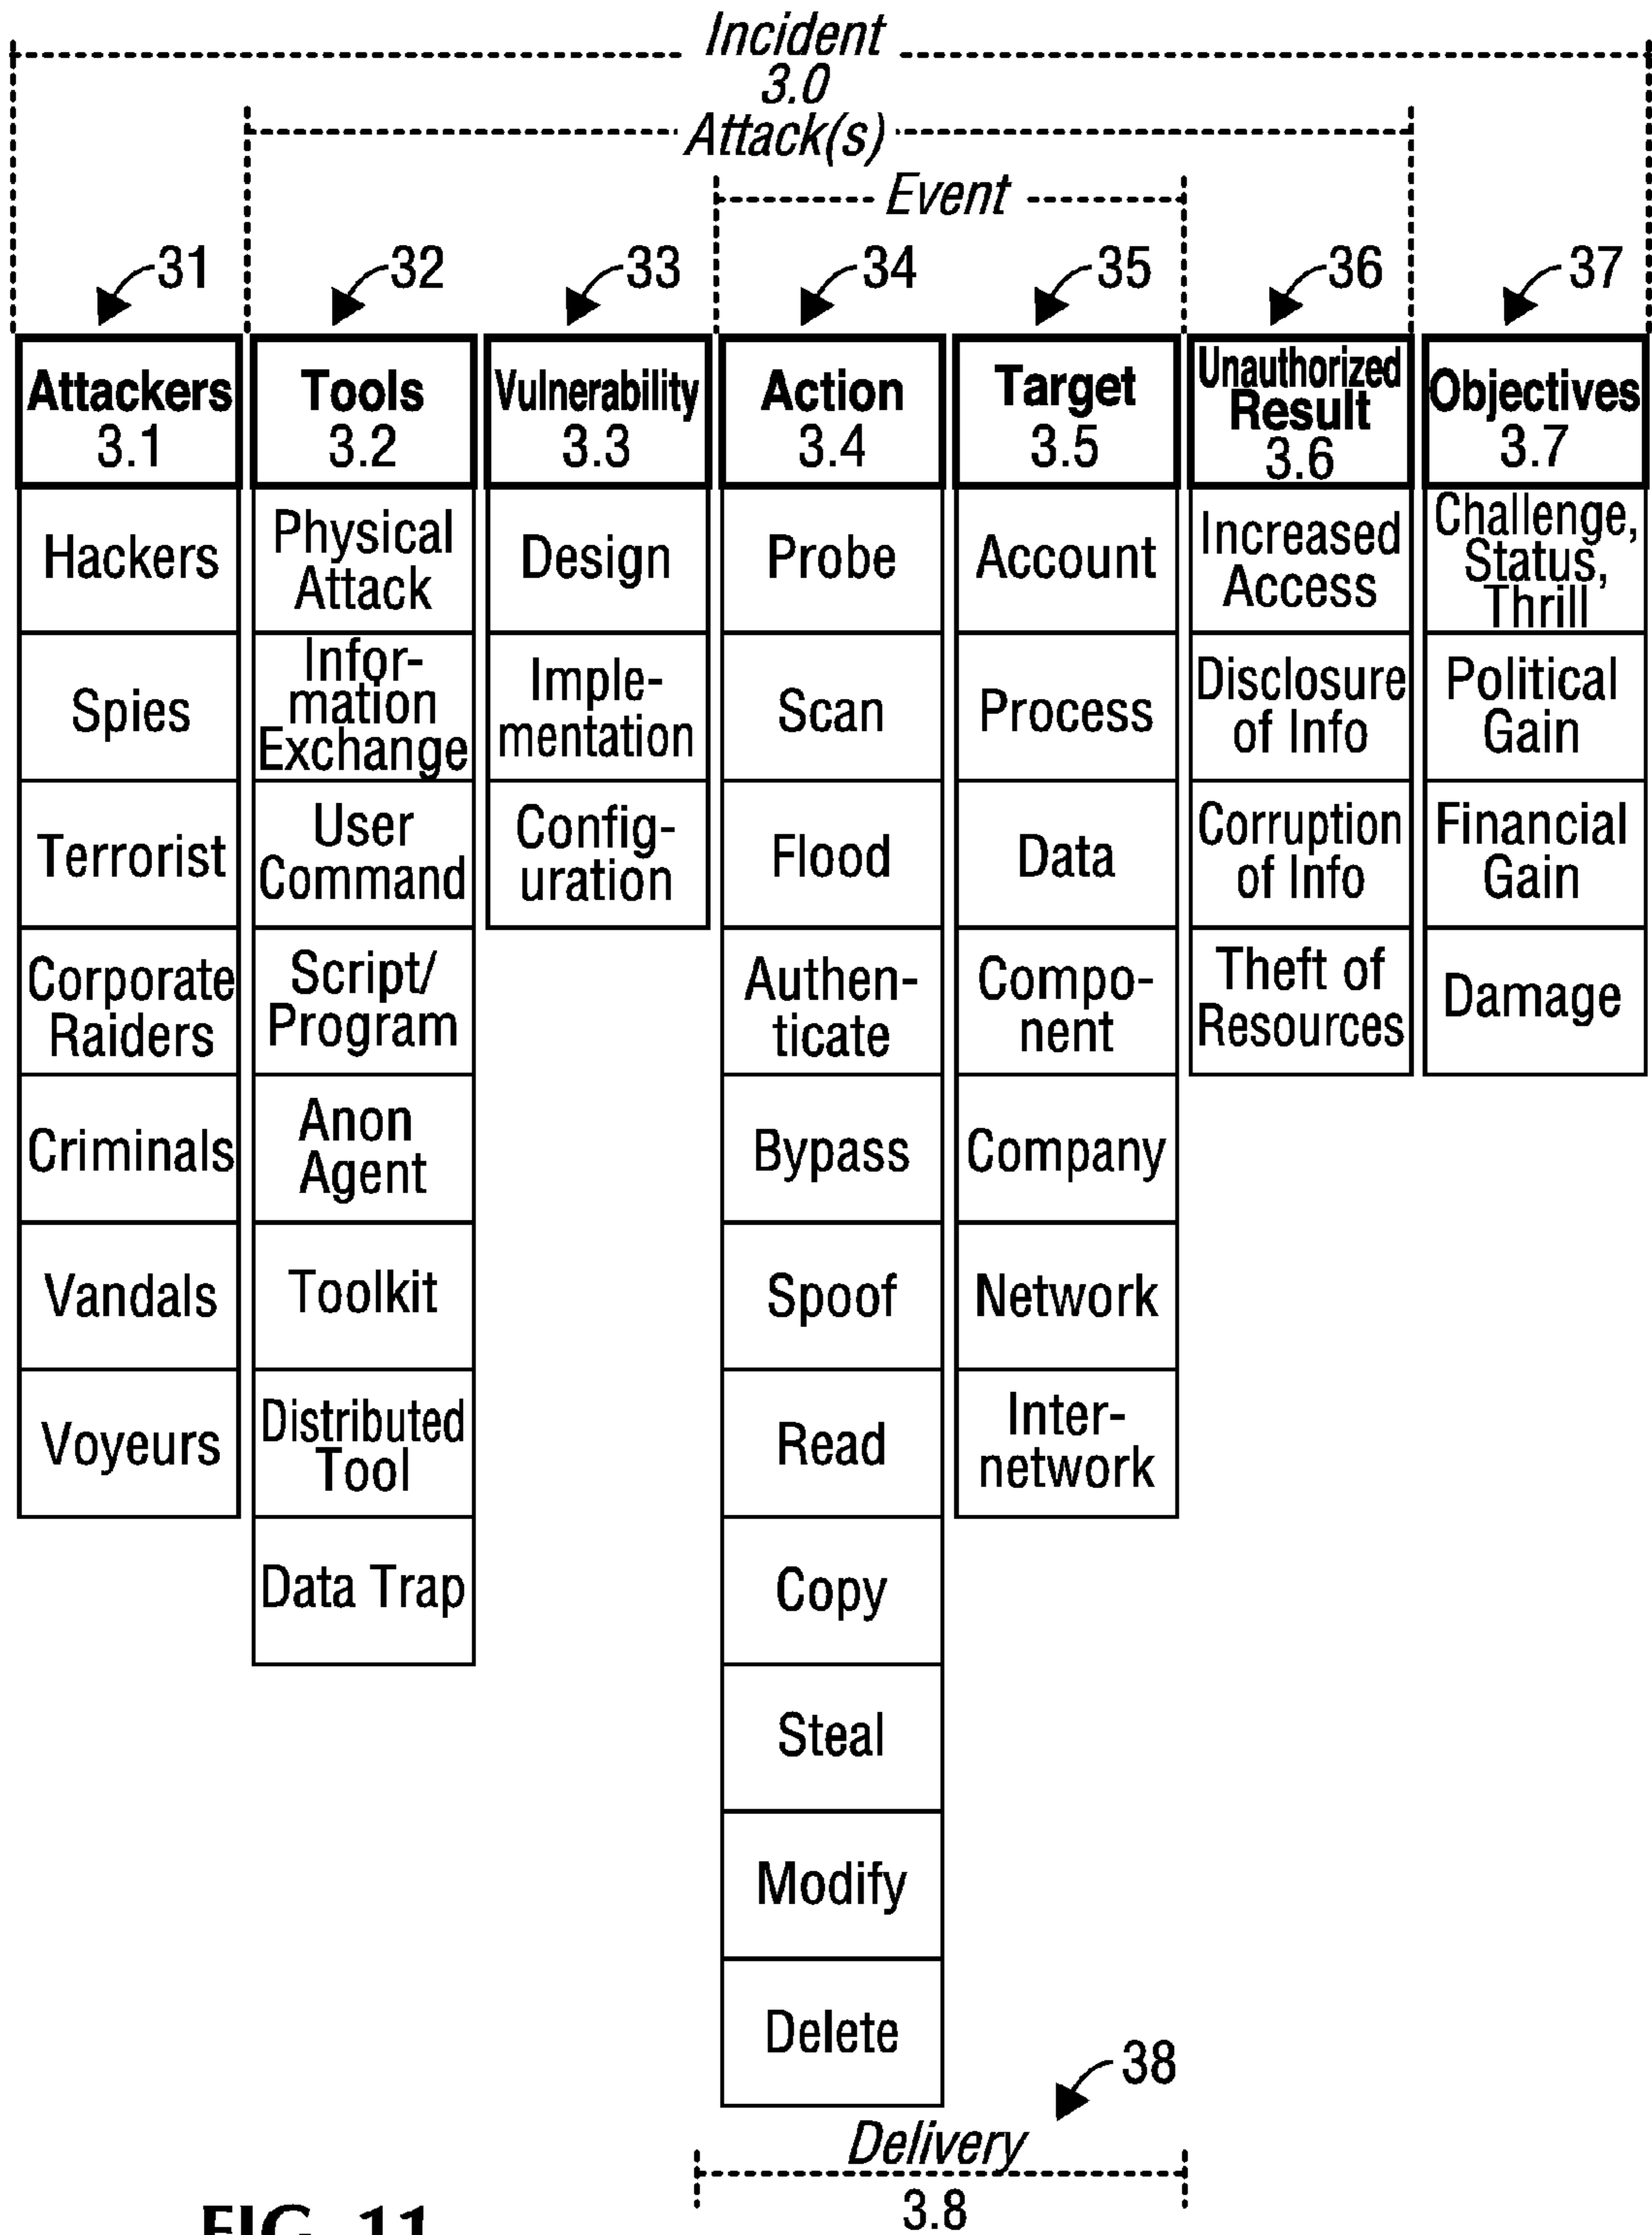 Incident
3.0
Attack(s)
Event
31
32
33
34
35
36
37
Attackers
3.1
Hackers
Spies
Terrorist
Corporate
Raiders
Criminals
Vandals
Voyeurs
Tools
3.2
Physical
Attack
Infor-
mation
Exchange
User
Command
Script/
Program
Anon
Agent
Toolkit
Distributed
Tool
Data Trap
Vulnerability
3.3
Design
Imple-
mentation
Config-
uration
Action
3.4
Probe
Scan
Flood
Authen-
ticate
Bypass
Spoof
Read
Copy
Steal
Modify
Delete
Target
3.5
Account
Process
Data
Compo-
nent
Company
Network
Inter-
network
Unauthorized
Result
3.6
Increased
Access
Disclosure
of Info
Corruption
of Info
Theft of
Resources
Objectives
3.7
Challenge,
Status,
Thrill
Political
Gain
Financial
Gain
Damage
38
Delivery
3.8
FIG. 11